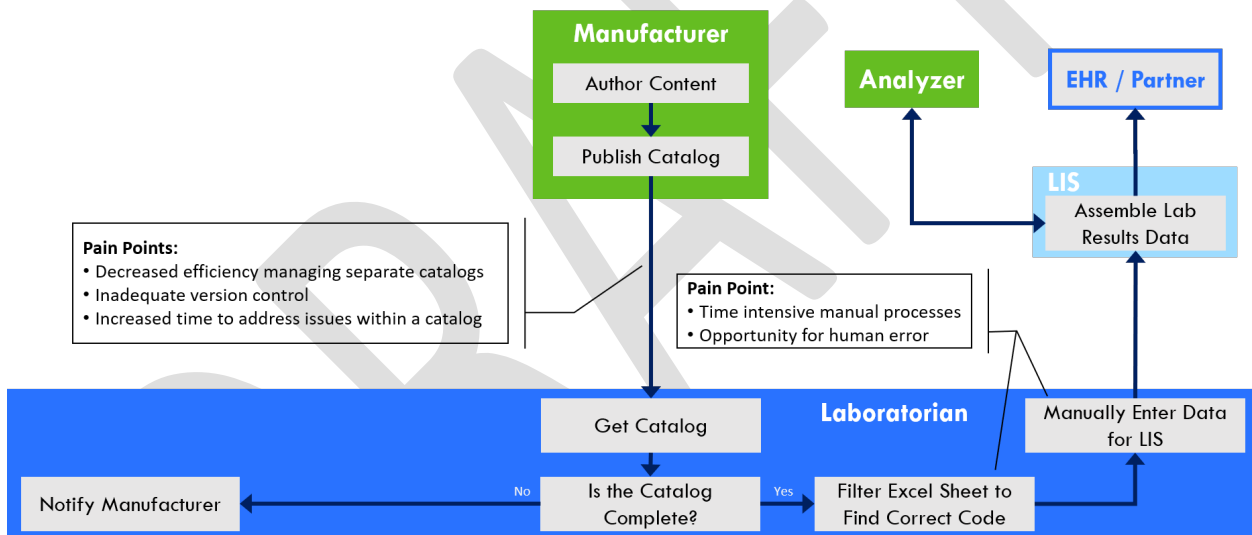 DRAFT
Manufacturer
Author Content
Publish Catalog
Analyzer
EHR / Partner
LIS
Assemble Lab
Results Data
Pain Points:
• Decreased efficiency managing separate catalogs
• Inadequate version control
• Increased time to address issues within a catalog
Pain Point:
• Time intensive manual processes
• Opportunity for human error
Laboratorian
Get Catalog
Manually Enter Data
for LIS
Notify Manufacturer
No
Is the Catalog
Complete?
Yes
Filter Excel Sheet to
Find Correct Code